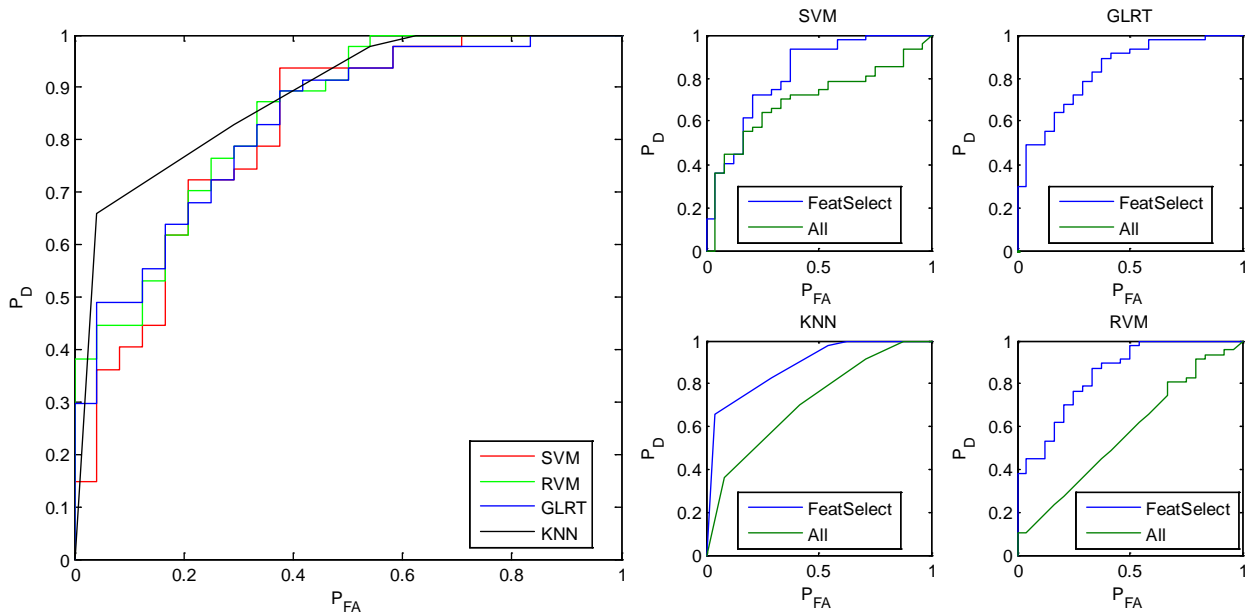 1
0.9
0.8
0.7
0.6
0.5
0.4
0.3
0.2
0.1
0
P_D
0 0.2 0.4 0.6 0.8 1
P_FA
SVM
RVM
GLRT
KNN
SVM
1
0.8
0.6
0.4
0.2
0
P_D
0 0.5 1
P_FA
FeatSelect
All
GLRT
1
0.8
0.6
0.4
0.2
0
P_D
0 0.5 1
P_FA
FeatSelect
All
KNN
1
0.8
0.6
0.4
0.2
0
P_D
0 0.5 1
P_FA
FeatSelect
All
RVM
1
0.8
0.6
0.4
0.2
0
P_D
0 0.5 1
P_FA
FeatSelect
All